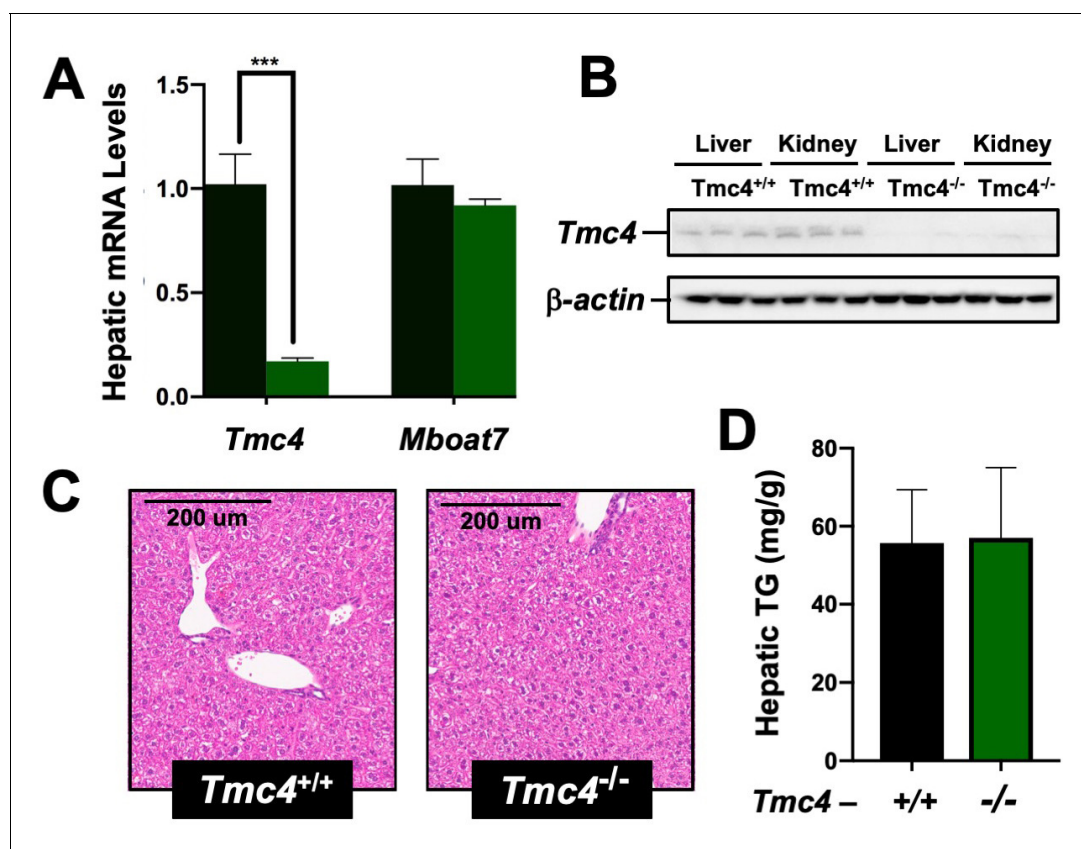 A
***
Hepatic mRNA Levels
1.5
1.0
0.5
0.0
Tmc4 Mboat7
B
Liver Kidney Liver Kidney
Tmc4+/+ Tmc4+/+ Tmc4-/- Tmc4-/-
Tmc4
β-actin
C
200 um
Tmc4+/+
200 um
Tmc4-/-
D
Hepatic TG (mg/g)
80
60
40
20
0
Tmc4 – +/+ -/-